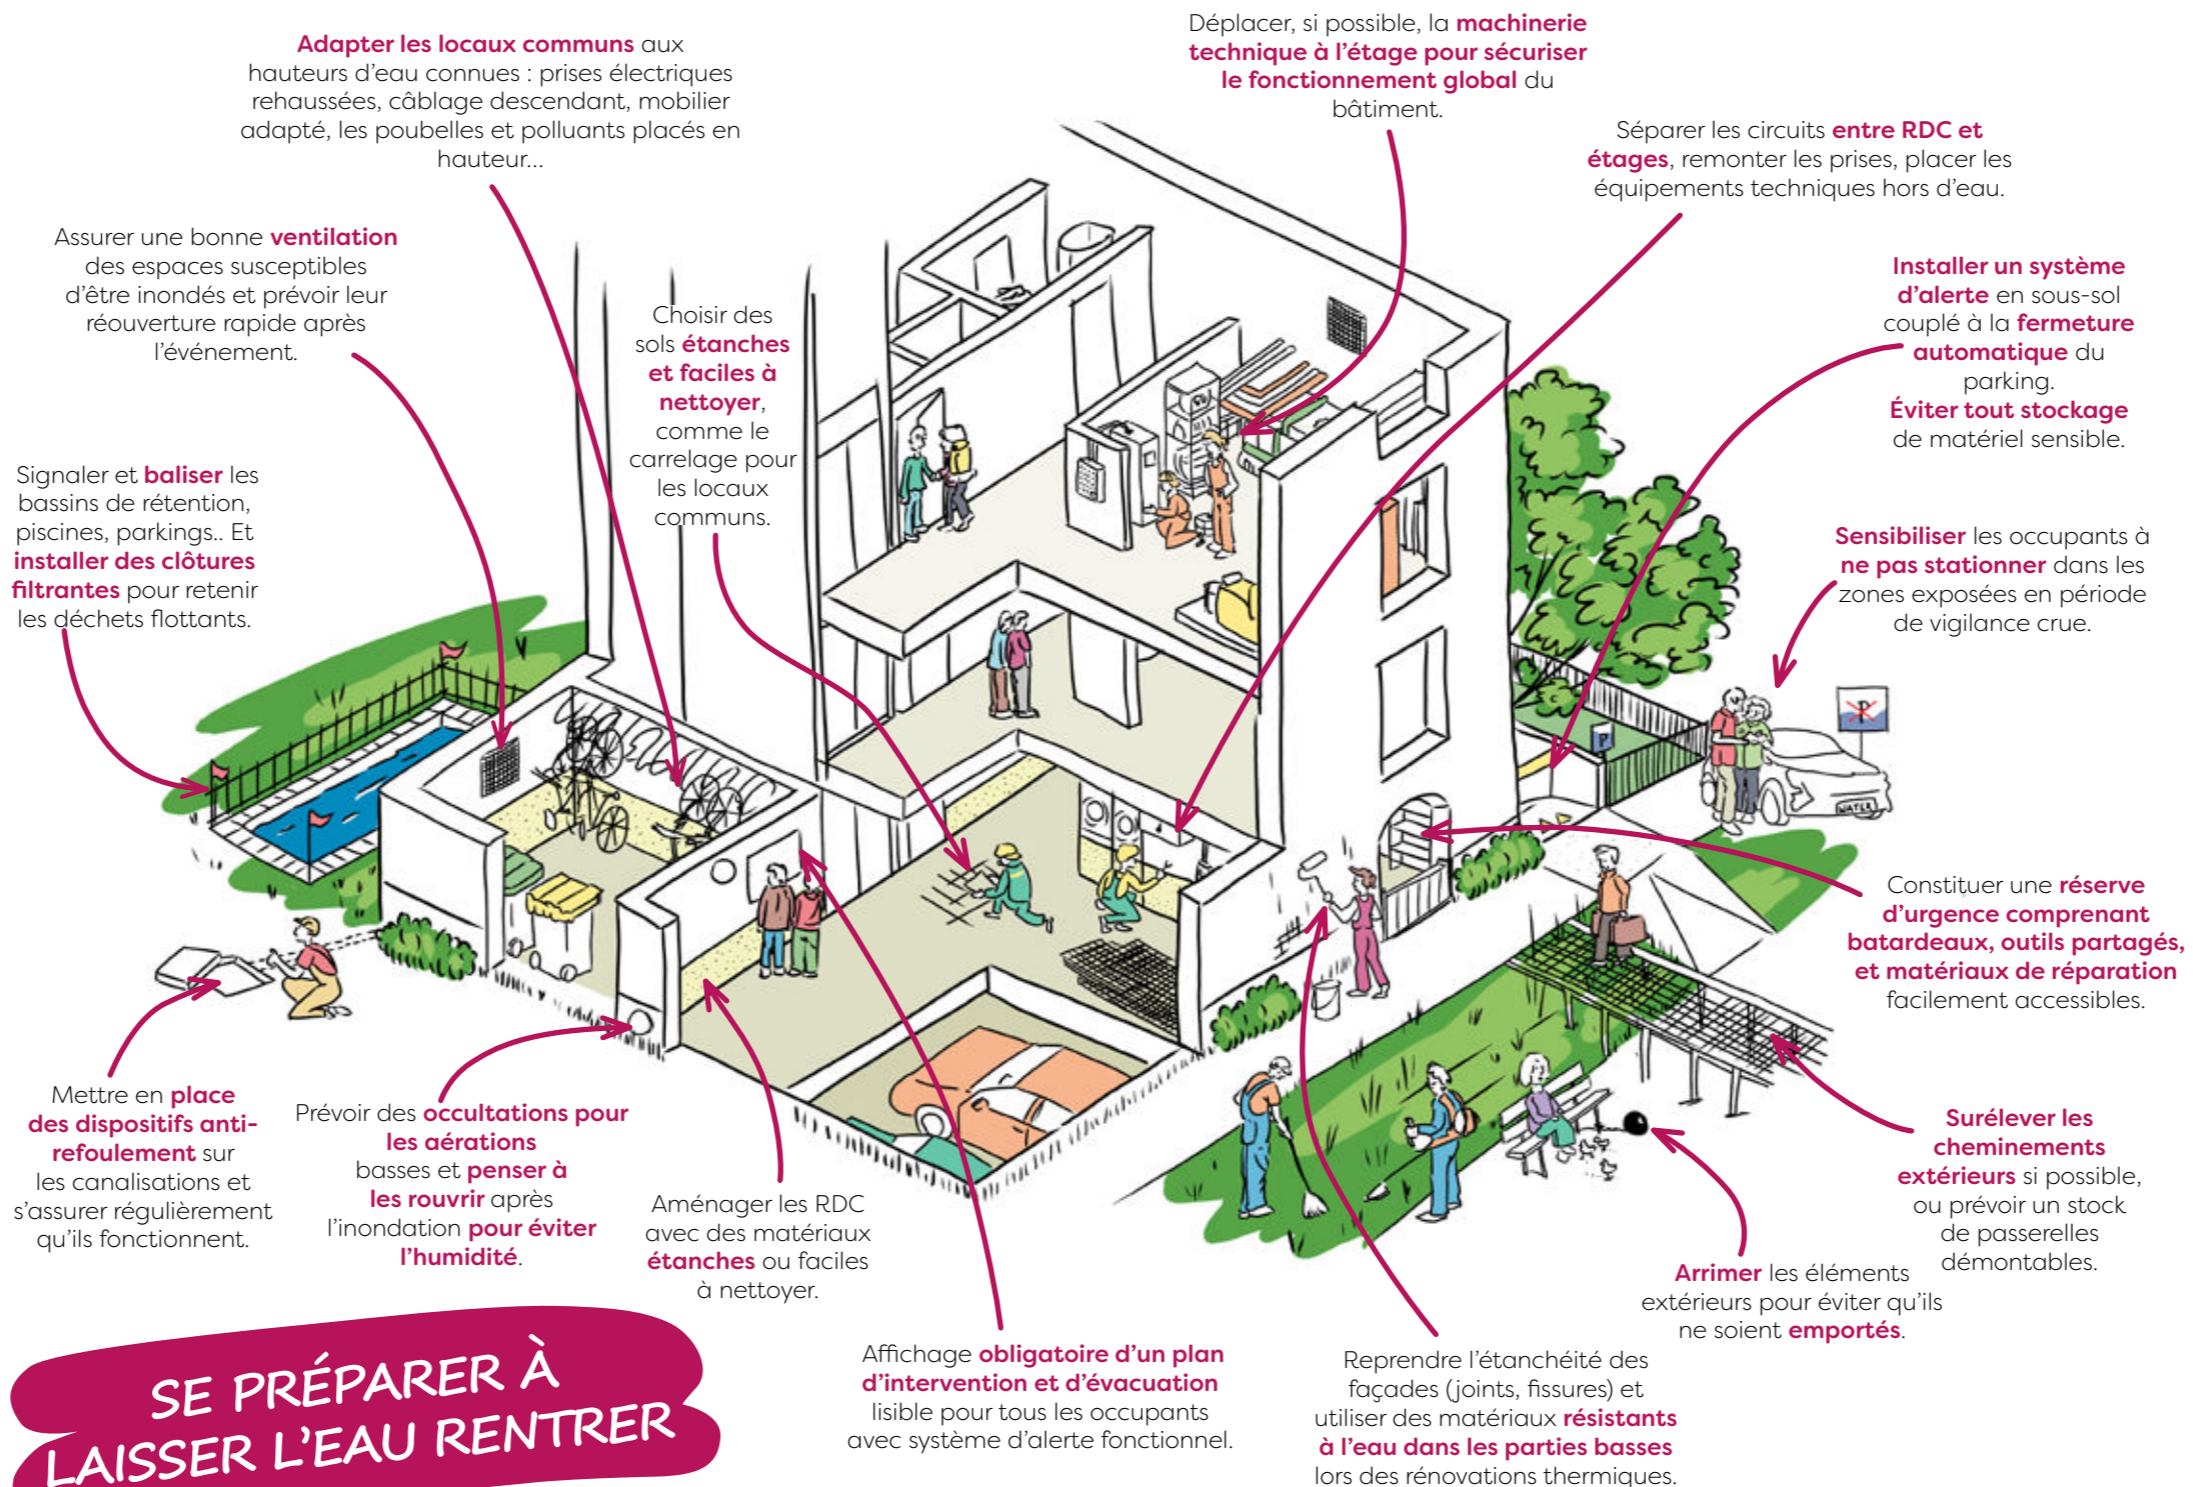 Adapter les locaux communs aux
hauteurs d'eau connues : prises électriques
rehaussées, câblage descendant, mobilier
adapté, les poubelles et polluants placés en
hauteur...
Déplacer, si possible, la machinerie
technique à l'étage pour sécuriser
le fonctionnement global du
bâtiment.
Séparer les circuits entre RDC et
étages, remonter les prises, placer les
équipements techniques hors d'eau.
Assurer une bonne ventilation
des espaces susceptibles
d'être inondés et prévoir leur
réouverture rapide après
l'événement.
Choisir des
sols étanches
et faciles à
nettoyer,
comme le
carrelage pour
les locaux
communs.
Installer un système
d'alerte en sous-sol
couplé à la fermeture
automatique du
parking.
Éviter tout stockage
de matériel sensible.
Signaler et baliser les
bassins de rétention,
piscines, parkings.. Et
installer des clôtures
filtrantes pour retenir
les déchets flottants.
Sensibiliser les occupants à
ne pas stationner dans les
zones exposées en période
de vigilance crue.
P
P
WATER
Constituer une réserve
d'urgence comprenant
batardeaux, outils partagés,
et matériaux de réparation
facilement accessibles.
Mettre en place
des dispositifs anti-
refoulement sur
les canalisations et
s'assurer régulièrement
qu'ils fonctionnent.
Prévoir des occultations pour
les aérations
basses et penser à
les rouvrir après
l'inondation pour éviter
l'humidité.
Aménager les RDC
avec des matériaux
étanches ou faciles
à nettoyer.
Surélever les
cheminements
extérieurs si possible,
ou prévoir un stock
de passerelles
démontables.
Arrimer les éléments
extérieurs pour éviter qu'ils
ne soient emportés.
Affichage obligatoire d'un plan
d'intervention et d'évacuation
lisible pour tous les occupants
avec système d'alerte fonctionnel.
Reprendre l'étanchéité des
façades (joints, fissures) et
utiliser des matériaux résistants
à l'eau dans les parties basses
lors des rénovations thermiques.
SE PRÉPARER À
LAISSER L'EAU RENTRER